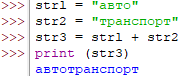 >>> str1 = "авто"
>>> str2 = "транспорт"
>>> str3 = str1 + str2
>>> print (str3)
автотранспорт